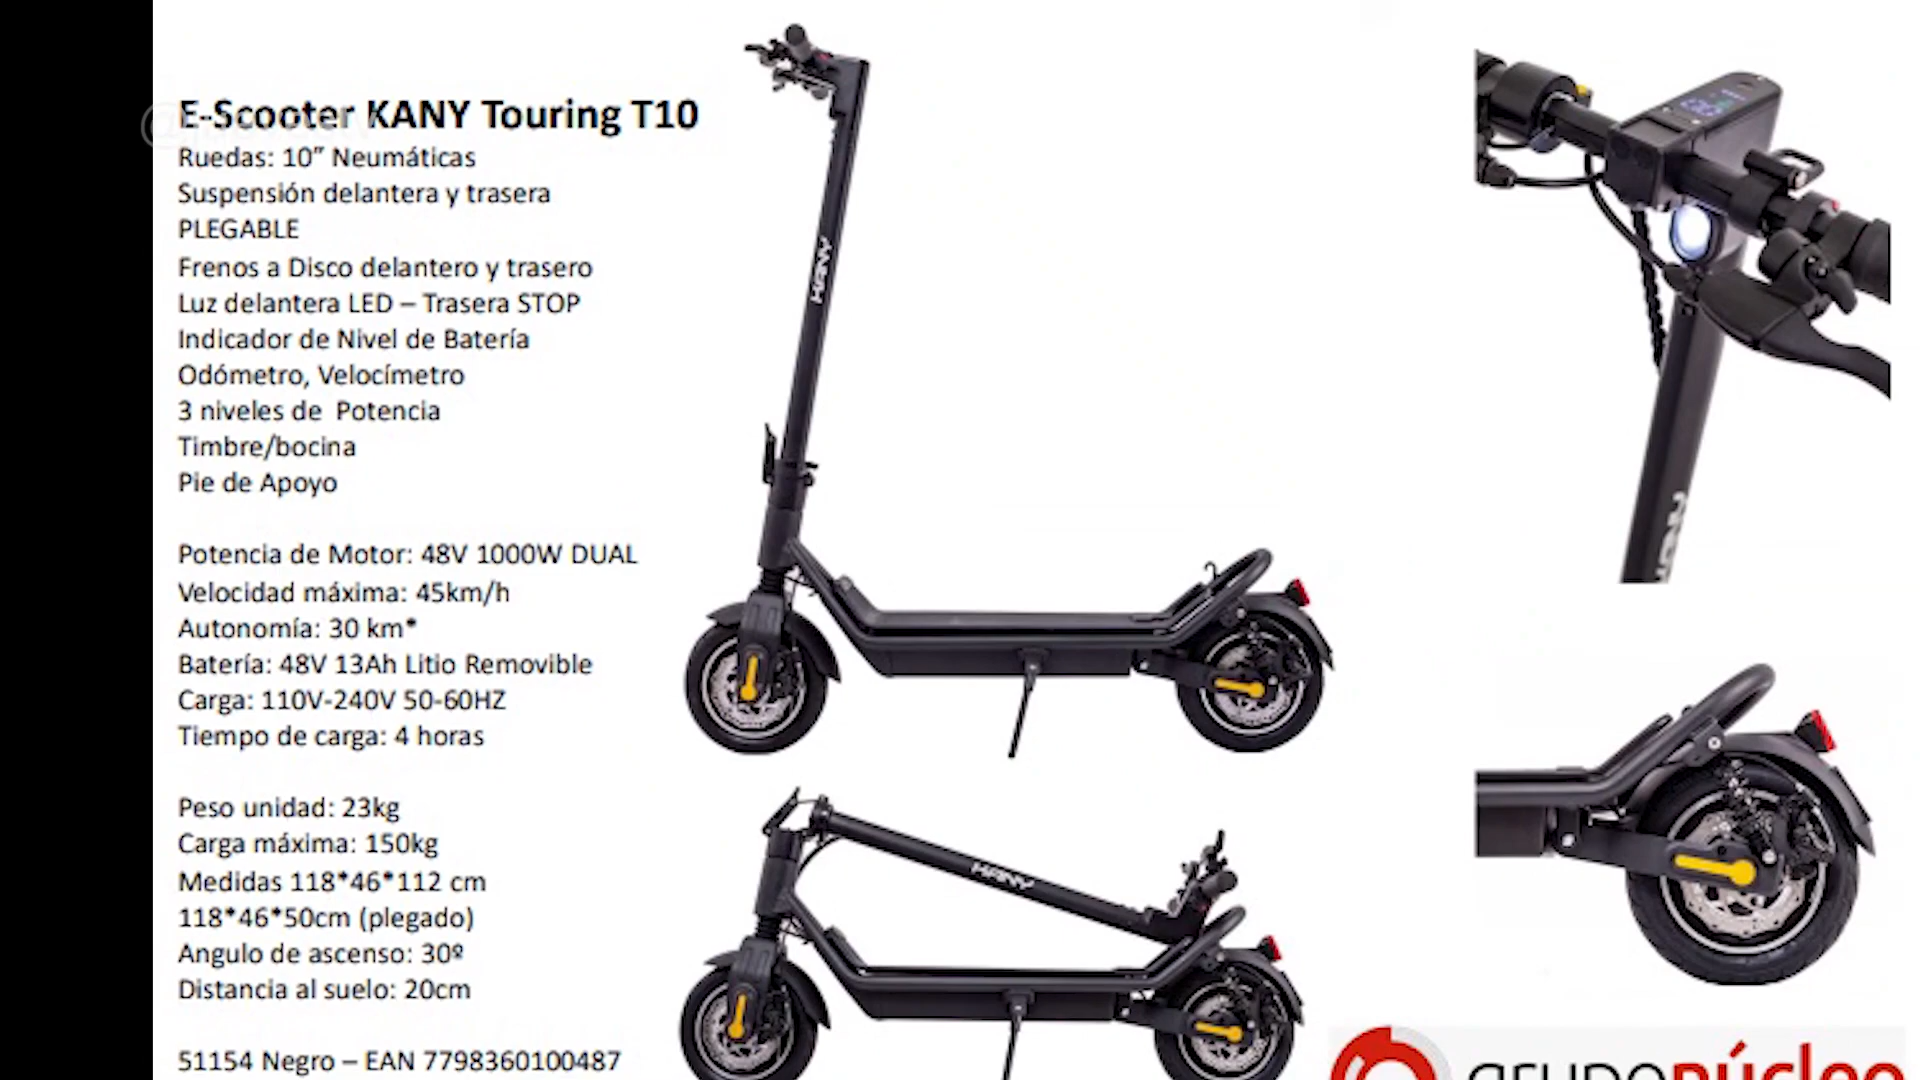 E-Scooter KANY Touring T10
Ruedas: 10” Neumáticas
Suspensión delantera y trasera
PLEGABLE
Frenos a Disco delantero y trasero
Luz delantera LED – Trasera STOP
Indicador de Nivel de Batería
Odómetro, Velocímetro
3 niveles de  Potencia
Timbre/bocina
Pie de Apoyo
Potencia de Motor: 48V 1000W DUAL
Velocidad máxima: 45km/h
Autonomía: 30 km*
Batería: 48V 13Ah Litio Removible
Carga: 110V-240V 50-60HZ
Tiempo de carga: 4 horas
Peso unidad: 23kg
Carga máxima: 150kg
Medidas 118*46*112 cm
118*46*50cm (plegado)
Angulo de ascenso: 30º
Distancia al suelo: 20cm
51154 Negro – EAN 7798360100487
KANY
KANY
KANY
gruponúcleo